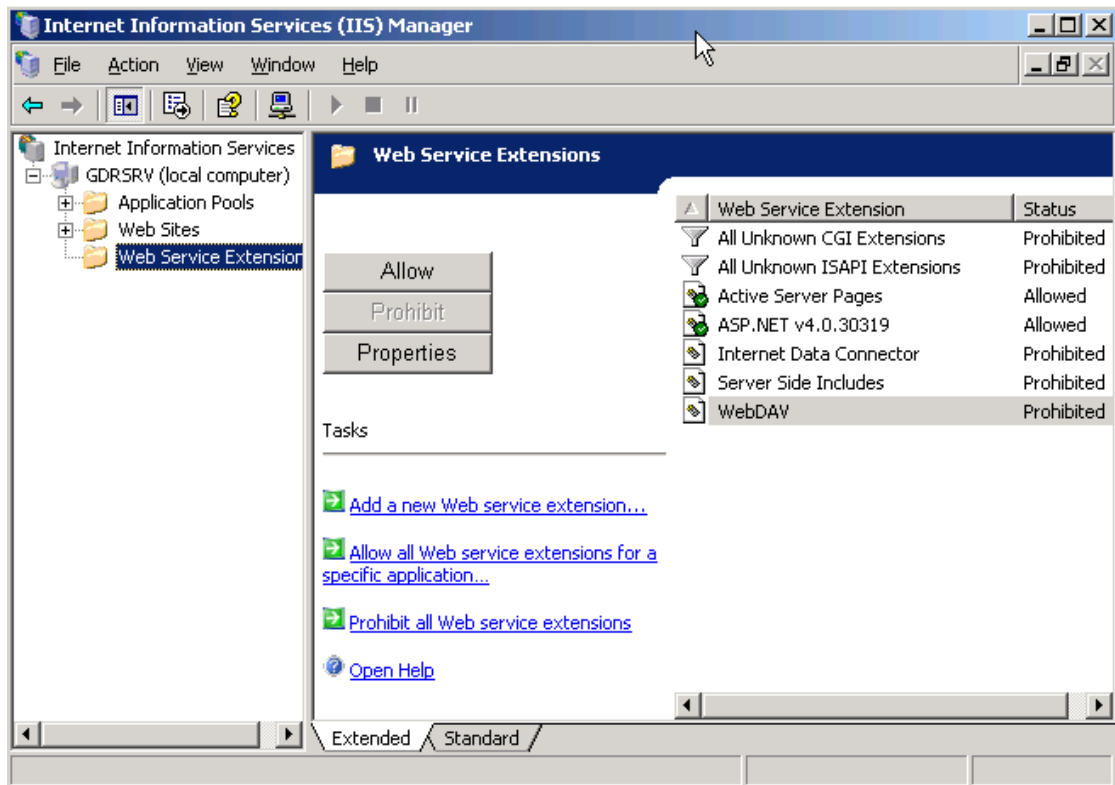 Internet Information Services (IIS) Manager
File Action View Window Help
Internet Information Services
GDRSRV (local computer)
Application Pools
Web Sites
Web Service Extension
Web Service Extensions
Allow
Prohibit
Properties
Tasks
Add a new Web service extension...
Allow all Web service extensions for a
specific application...
Prohibit all Web service extensions
Open Help
Web Service Extension Status
All Unknown CGI Extensions Prohibited
All Unknown ISAPI Extensions Prohibited
Active Server Pages Allowed
ASP.NET v4.0.30319 Allowed
Internet Data Connector Prohibited
Server Side Includes Prohibited
WebDAV Prohibited
Extended Standard